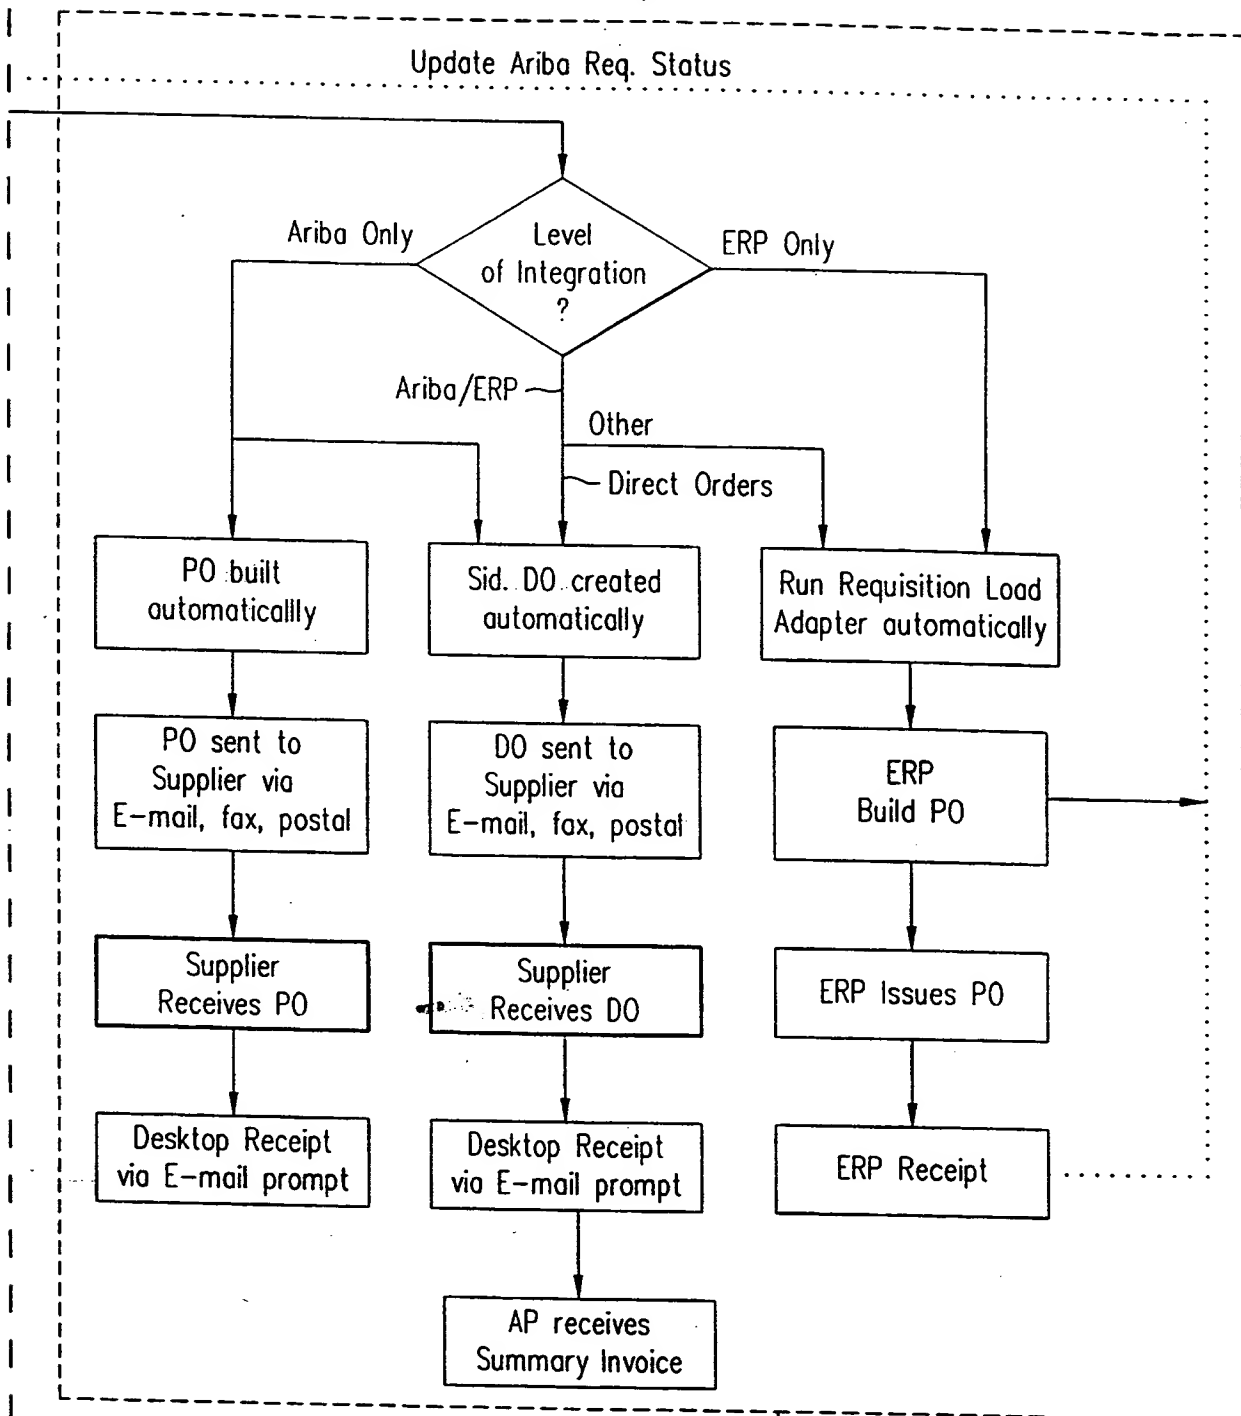 Update Ariba Req. Status
Ariba Only
Level
of Integration
?
ERP Only
Ariba/ERP
Other
Direct Orders
PO built
automaticallly
Sid. DO created
automatically
Run Requisition Load
Adapter automatically
PO sent to
Supplier via
E-mail, fax, postal
DO sent to
Supplier via
E-mail, fax, postal
ERP
Build PO
Supplier
Receives PO
Supplier
Receives DO
ERP Issues PO
Desktop Receipt
via E-mail prompt
Desktop Receipt
via E-mail prompt
ERP Receipt
AP receives
Summary Invoice